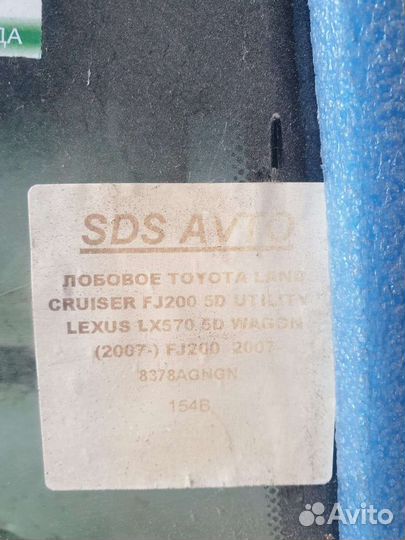 ДА
SDS AVTO
ЛОБОВОЕ TOYOTA LAND
CRUISER FJ200 5D UTILITY
LEXUS LX570 5D WAGON
(2007-) FJ200 2007
8378AGNGN
154B
Avito